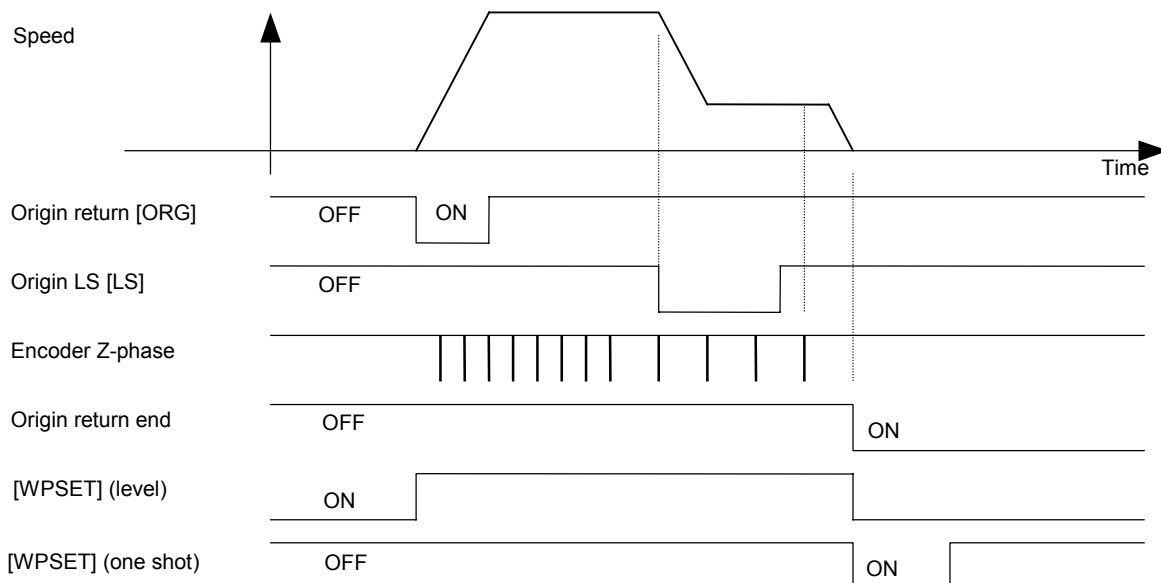 Speed
Time
Origin return [ORG] OFF ON
Origin LS [LS] OFF
Encoder Z-phase
Origin return end OFF ON
[WPSET] (level) ON
[WPSET] (one shot) OFF ON